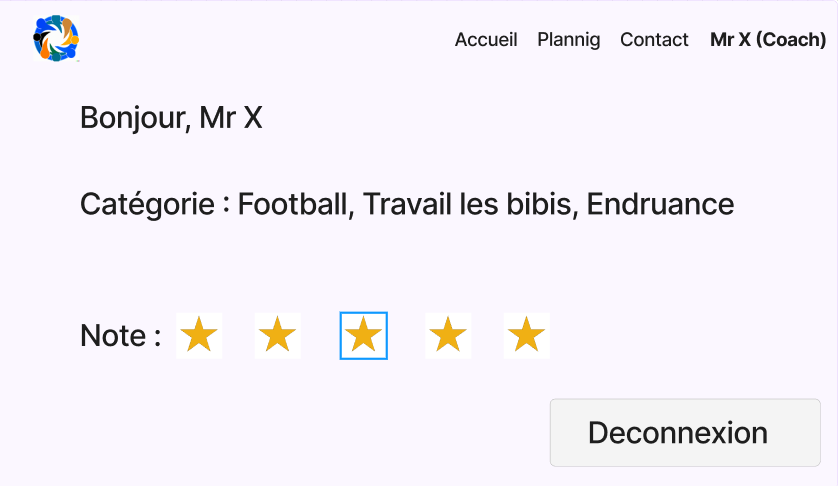 Accueil Plannig Contact Mr X (Coach)
Bonjour, Mr X
Catégorie : Football, Travail les bibis, Endruance
Note :
Deconnexion